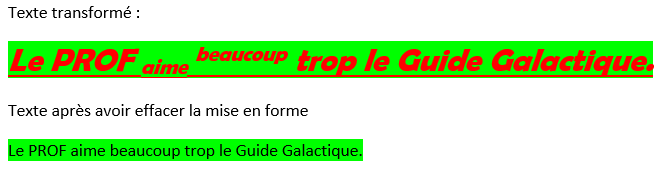 Texte transformé :
Le PROF aime beaucoup trop le Guide Galactique.
Texte après avoir effacer la mise en forme
Le PROF aime beaucoup trop le Guide Galactique.